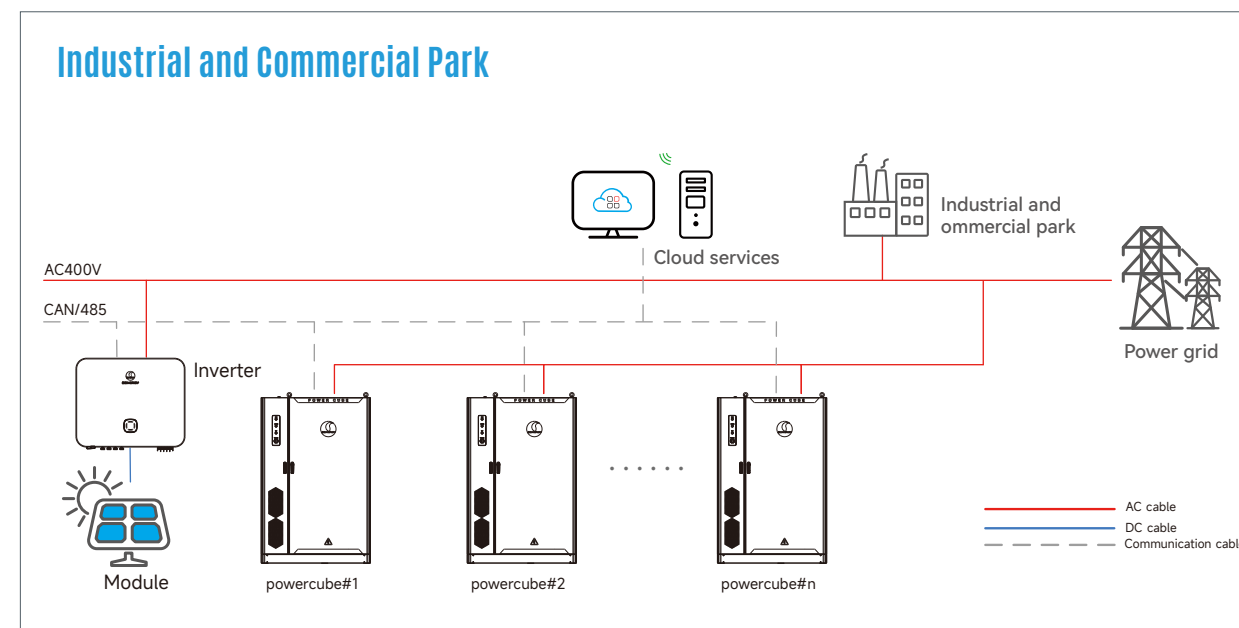 Industrial and Commercial Park
Industrial and
ommercial park
Cloud services
AC400V
CAN/485
Power grid
Inverter
POWER CUBE
POWER CUBE
POWER CUBE
AC cable
DC cable
Communication cable
Module
powercube#1
powercube#2
powercube#n